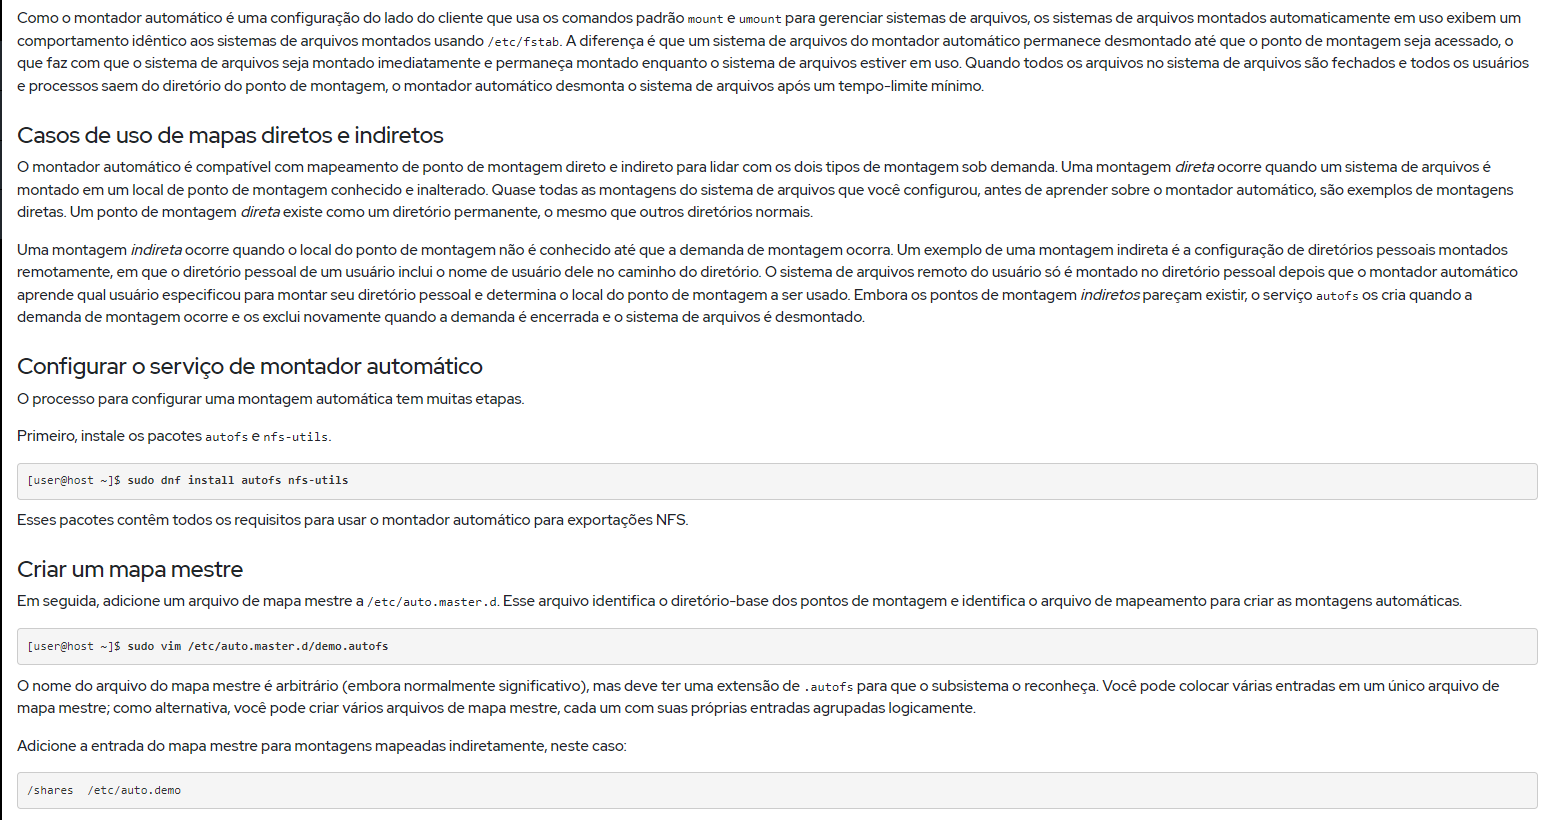 Como o montador automático é uma configuração do lado do cliente que usa os comandos padrão mount e umount para gerenciar sistemas de arquivos, os sistemas de arquivos montados automaticamente em uso exibem um
comportamento idêntico aos sistemas de arquivos montados usando /etc/fstab. A diferença é que um sistema de arquivos do montador automático permanece desmontado até que o ponto de montagem seja acessado, o
que faz com que o sistema de arquivos seja montado imediatamente e permaneça montado enquanto o sistema de arquivos estiver em uso. Quando todos os arquivos no sistema de arquivos são fechados e todos os usuários
e processos saem do diretório do ponto de montagem, o montador automático desmonta o sistema de arquivos após um tempo-limite mínimo.
Casos de uso de mapas diretos e indiretos
O montador automático é compatível com mapeamento de ponto de montagem direto e indireto para lidar com os dois tipos de montagem sob demanda. Uma montagem direta ocorre quando um sistema de arquivos é
montado em um local de ponto de montagem conhecido e inalterado. Quase todas as montagens do sistema de arquivos que você configurou, antes de aprender sobre o montador automático, são exemplos de montagens
diretas. Um ponto de montagem direta existe como um diretório permanente, o mesmo que outros diretórios normais.
Uma montagem indireta ocorre quando o local do ponto de montagem não é conhecido até que a demanda de montagem ocorra. Um exemplo de uma montagem indireta é a configuração de diretórios pessoais montados
remotamente, em que o diretório pessoal de um usuário inclui o nome de usuário dele no caminho do diretório. O sistema de arquivos remoto do usuário só é montado no diretório pessoal depois que o montador automático
aprende qual usuário especificou para montar seu diretório pessoal e determina o local do ponto de montagem a ser usado. Embora os pontos de montagem indiretos pareçam existir, o serviço autofs os cria quando a
demanda de montagem ocorre e os exclui novamente quando a demanda é encerrada e o sistema de arquivos é desmontado.
Configurar o serviço de montador automático
O processo para configurar uma montagem automática tem muitas etapas.
Primeiro, instale os pacotes autofs e nfs-utils.
[user@host ~]$ sudo dnf install autofs nfs-utils
Esses pacotes contêm todos os requisitos para usar o montador automático para exportações NFS.
Criar um mapa mestre
Em seguida, adicione um arquivo de mapa mestre a /etc/auto.master.d. Esse arquivo identifica o diretório-base dos pontos de montagem e identifica o arquivo de mapeamento para criar as montagens automáticas.
[user@host ~]$ sudo vim /etc/auto.master.d/demo.autofs
O nome do arquivo do mapa mestre é arbitrário (embora normalmente significativo), mas deve ter uma extensão de .autofs para que o subsistema o reconheça. Você pode colocar várias entradas em um único arquivo de
mapa mestre; como alternativa, você pode criar vários arquivos de mapa mestre, cada um com suas próprias entradas agrupadas logicamente.
Adicione a entrada do mapa mestre para montagens mapeadas indiretamente, neste caso:
/shares  /etc/auto.demo